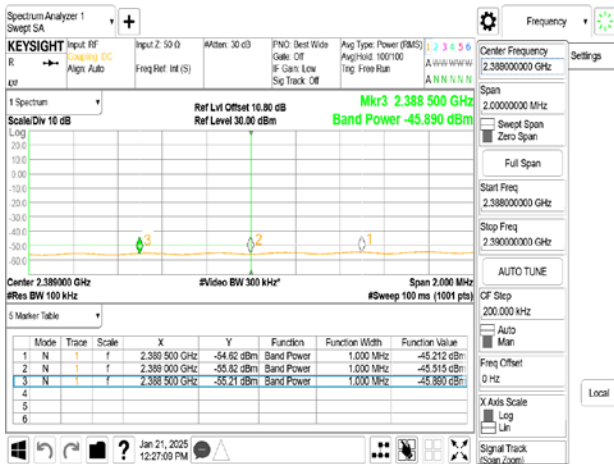 Spectrum Analyzer 1
Swept SA
+
Frequency
KEYSIGHT
Input: RF
Coupling: DC
Align: Auto
Input Z: 50 Ω
Freq Ref: Int (S)
#Atten: 30 dB
PNO: Best Wide
Gate: Off
IF Gain: Low
Sig Track: Off
Avg Type: Power (RMS)
Avg|Hold: 100/100
Trig: Free Run
1 2 3 4 5 6
A W W W W W
A N N N N N
R
Center Frequency
2.389000000 GHz
Settings
Span
2.00000000 MHz
Swept Span
Zero Span
Full Span
Start Freq
2.388000000 GHz
Stop Freq
2.390000000 GHz
AUTO TUNE
CF Step
200.000 kHz
Auto
Man
Freq Offset
0 Hz
X Axis Scale
Log
Lin
Signal Track
(Span Zoom)
Local
1 Spectrum
Scale/Div 10 dB
Ref Lvl Offset 10.80 dB
Ref Level 30.00 dBm
Mkr3 2.388 500 GHz
Band Power -45.890 dBm
Log
20.0
10.0
0.00
-10.0
-20.0
-30.0
-40.0
-50.0
-60.0
3
2
1
Center 2.389000 GHz
#Video BW 300 kHz*
Span 2.000 MHz
#Res BW 100 kHz
#Sweep 100 ms (1001 pts)
5 Marker Table
Mode Trace Scale X Y Function Function Width Function Value
1 N 1 f 2.389 500 GHz -54.62 dBm Band Power 1.000 MHz -45.212 dBm
2 N 1 f 2.389 000 GHz -55.82 dBm Band Power 1.000 MHz -45.515 dBm
3 N 1 f 2.388 500 GHz -55.21 dBm Band Power 1.000 MHz -45.890 dBm
4
5
6
?
Jan 21, 2025
12:27:09 PM